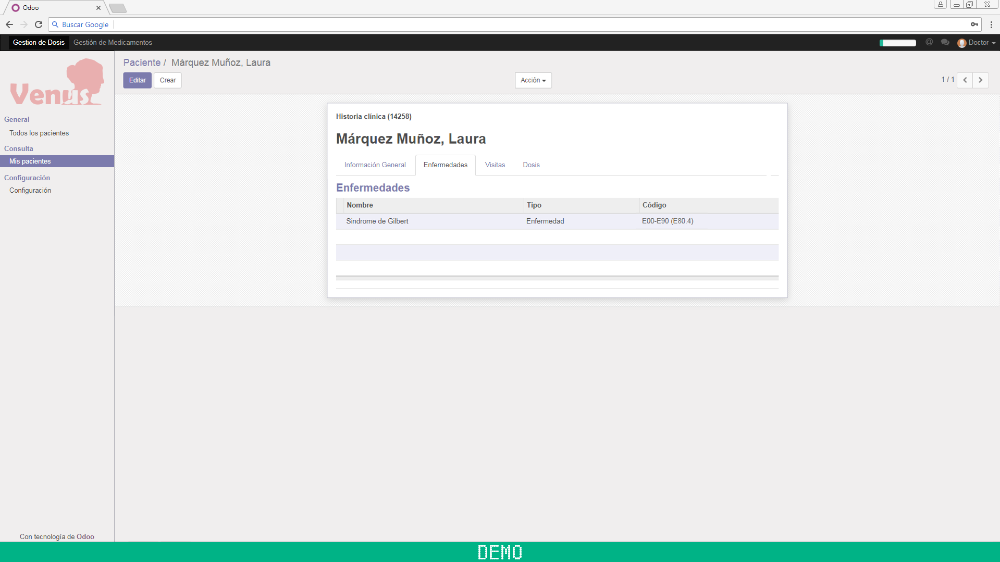 Odoo
Buscar Google
Gestion de Dosis Gestión de Medicamentos
Doctor
Venus
Paciente / Márquez Muñoz, Laura
Editar Crear
Acción
1 / 1
General
Todos los pacientes
Consulta
Mis pacientes
Configuración
Configuración
Historia clínica (14258)
Márquez Muñoz, Laura
Información General Enfermedades Visitas Dosis
Enfermedades
Nombre Tipo Código
Sindrome de Gilbert Enfermedad E00-E90 (E80.4)
Con tecnología de Odoo
DEMO